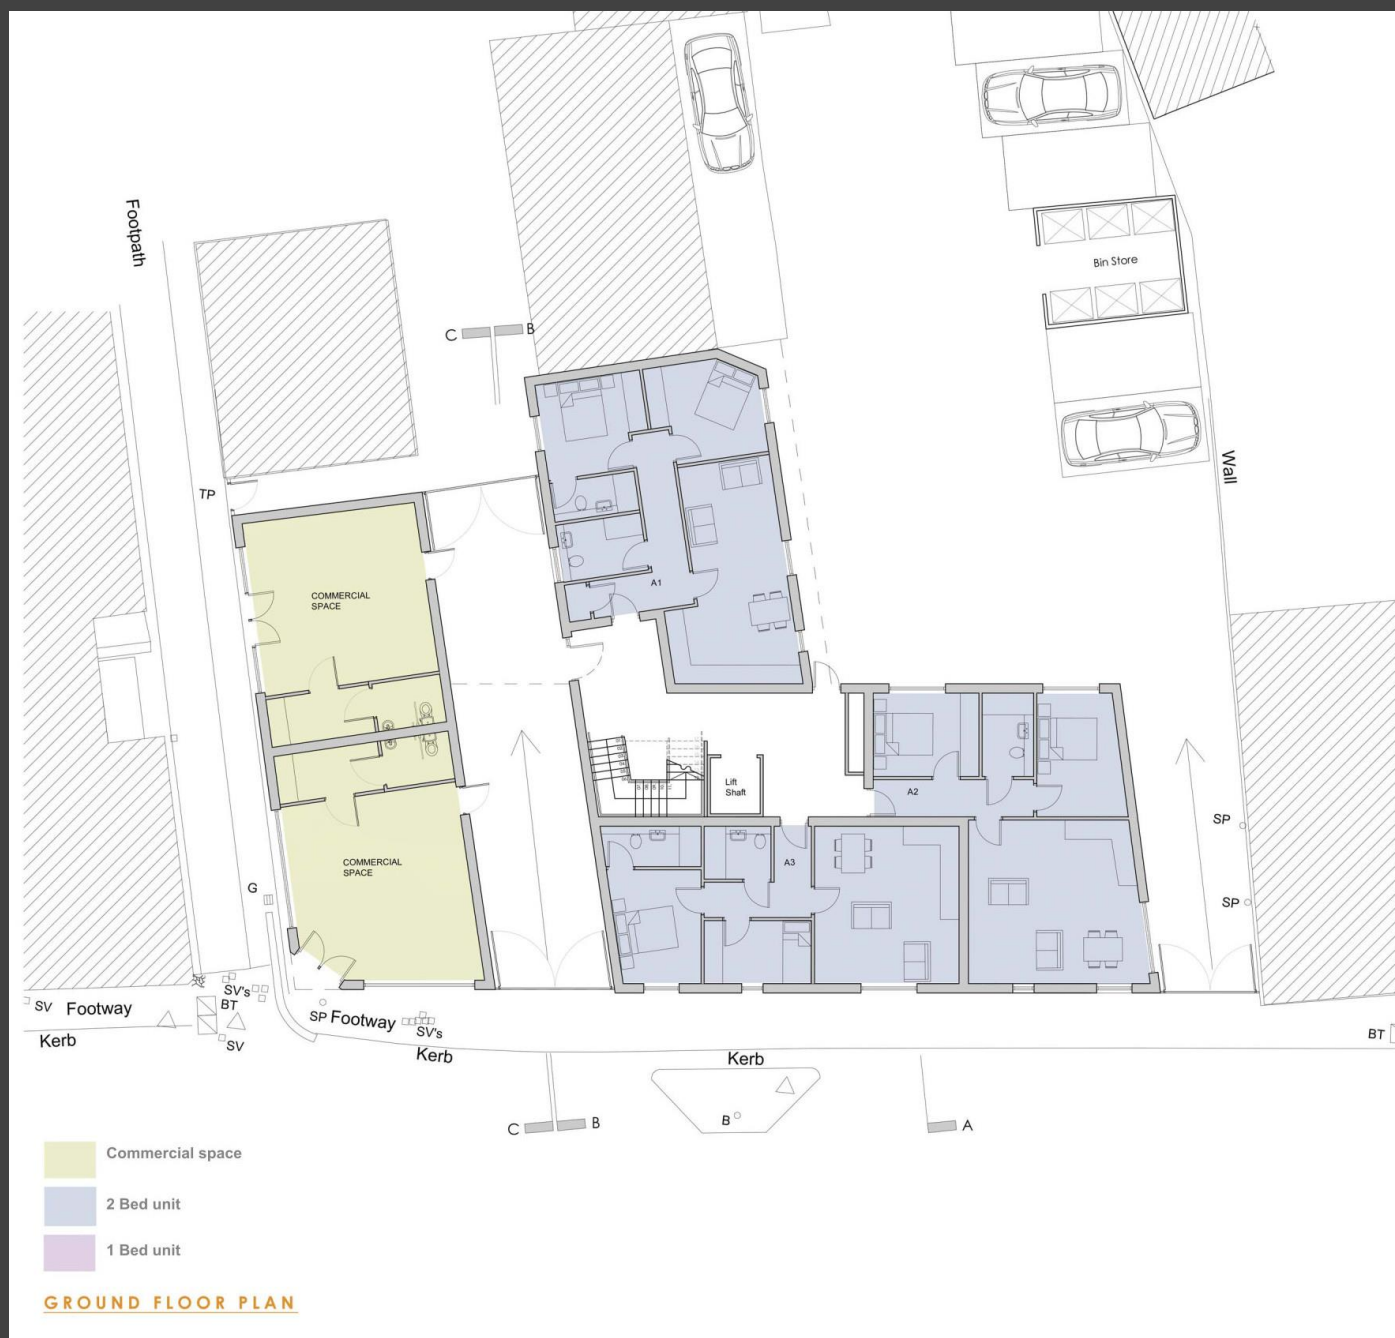 Footpath
Bin Store
C
B
Wall
TP
A1
COMMERCIAL
SPACE
Lift
Shaft
A2
SP
COMMERCIAL
SPACE
A3
G
SP
SV
Footway
SV's
BT
SP
Footway
SV's
Kerb
SV
Kerb
Kerb
BT
C
B
B
A
Commercial space
2 Bed unit
1 Bed unit
GROUND FLOOR PLAN